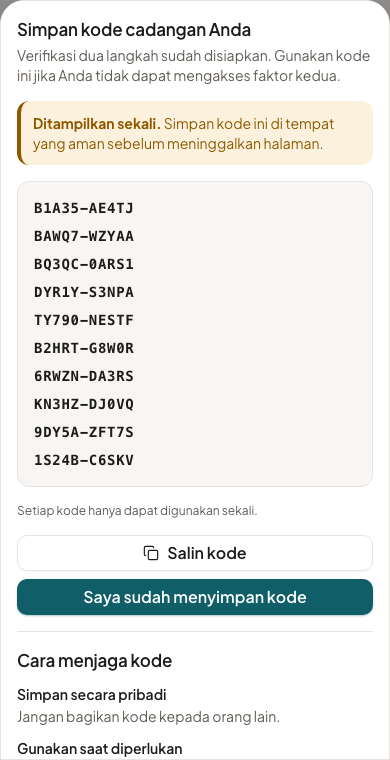 Simpan kode cadangan Anda
Verifikasi dua langkah sudah disiapkan. Gunakan kode
ini jika Anda tidak dapat mengakses faktor kedua.
Ditampilkan sekali. Simpan kode ini di tempat
yang aman sebelum meninggalkan halaman.
B1A35-AE4TJ
BAWQ7-WZYAA
BQ3QC-0ARS1
DYR1Y-S3NPA
TY790-NESTF
B2HRT-G8W0R
6RWZN-DA3RS
KN3HZ-DJ0VQ
9DY5A-ZFT7S
1S24B-C6SKV
Setiap kode hanya dapat digunakan sekali.
Salin kode
Saya sudah menyimpan kode
Cara menjaga kode
Simpan secara pribadi
Jangan bagikan kode kepada orang lain.
Gunakan saat diperlukan